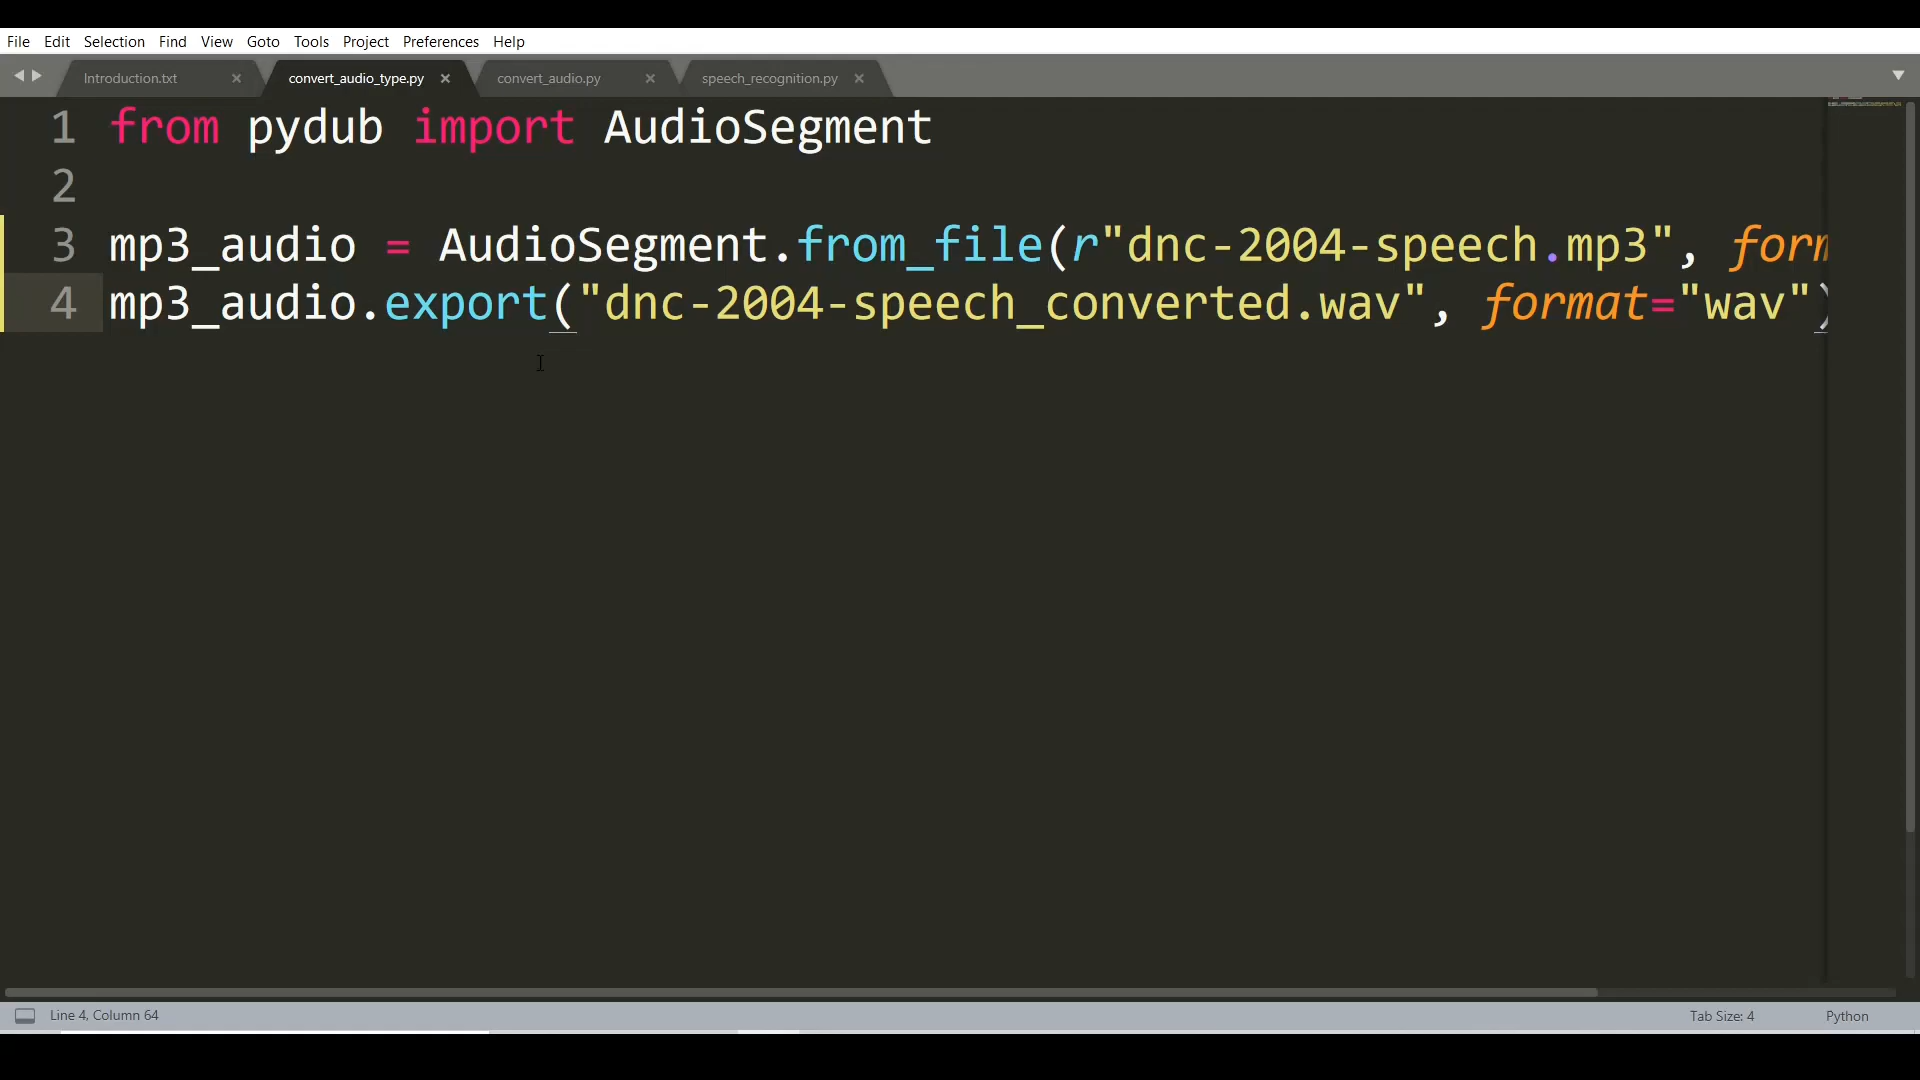 File Edit Selection Find View Goto Tools Project Preferences Help
Introduction.txt convert_audio_type.py convert_audio.py speech_recognition.py
1 from pydub import AudioSegment
2
3 mp3_audio = AudioSegment.from_file(r"dnc-2004-speech.mp3", form
4 mp3_audio.export("dnc-2004-speech_converted.wav", format="wav")
Line 4, Column 64 Tab Size: 4 Python